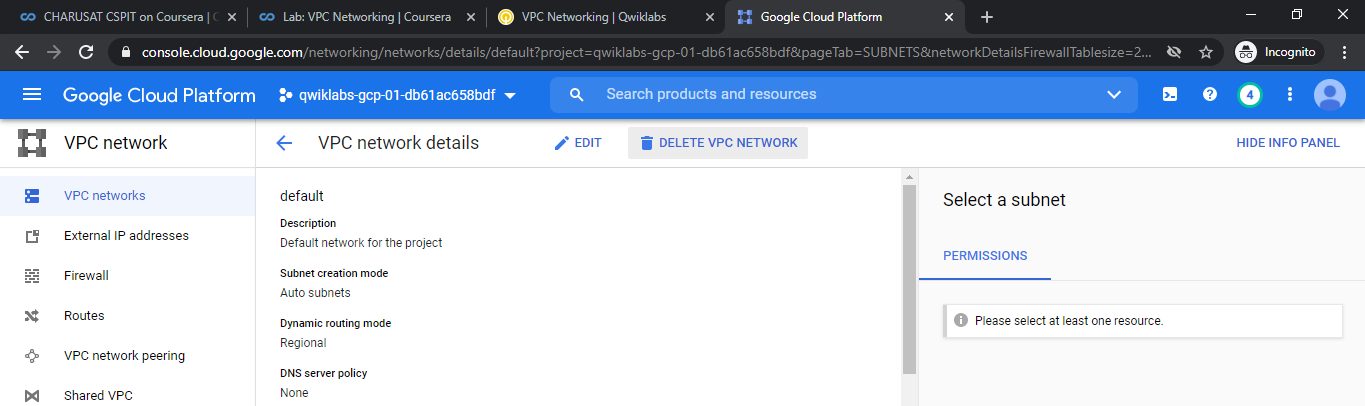 CHARUSAT CSPIT on Coursera |
Lab: VPC Networking | Coursera
VPC Networking | Qwiklabs
Google Cloud Platform
console.cloud.google.com/networking/networks/details/default?project=qwiklabs-gcp-01-db61ac658bdf&pageTab=SUBNETS&networkDetailsFirewallTablesize=2...
Incognito
Google Cloud Platform
qwiklabs-gcp-01-db61ac658bdf
Search products and resources
4
VPC network
VPC network details
EDIT
DELETE VPC NETWORK
HIDE INFO PANEL
VPC networks
External IP addresses
Firewall
Routes
VPC network peering
Shared VPC
default
Description
Default network for the project
Subnet creation mode
Auto subnets
Dynamic routing mode
Regional
DNS server policy
None
Select a subnet
PERMISSIONS
Please select at least one resource.